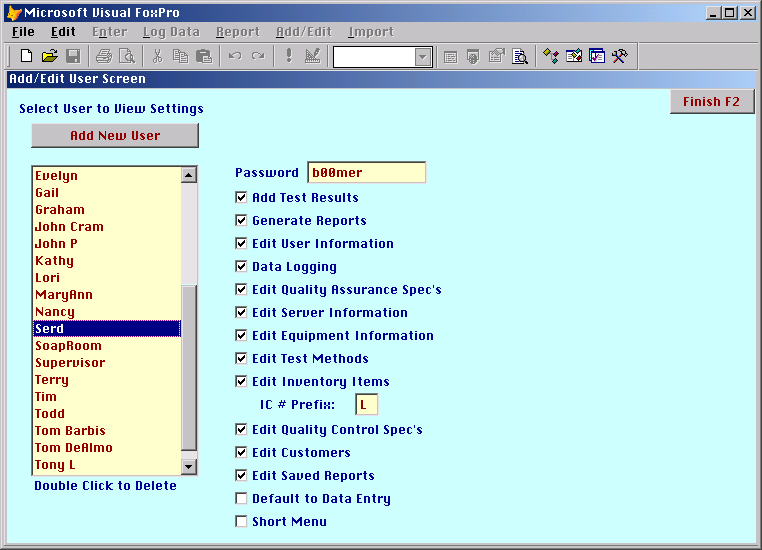 Microsoft Visual FoxPro
File Edit Enter Log Data Report Add/Edit Import
Add/Edit User Screen
Finish F2
Select User to View Settings
Add New User
Evelyn
Gail
Graham
John Cram
John P
Kathy
Lori
MaryAnn
Nancy
Serd
SoapRoom
Supervisor
Terry
Tim
Todd
Tom Barbis
Tom DeAlmo
Tony L
Double Click to Delete
Password b00mer
Add Test Results
Generate Reports
Edit User Information
Data Logging
Edit Quality Assurance Spec's
Edit Server Information
Edit Equipment Information
Edit Test Methods
Edit Inventory Items
IC # Prefix: L
Edit Quality Control Spec's
Edit Customers
Edit Saved Reports
Default to Data Entry
Short Menu